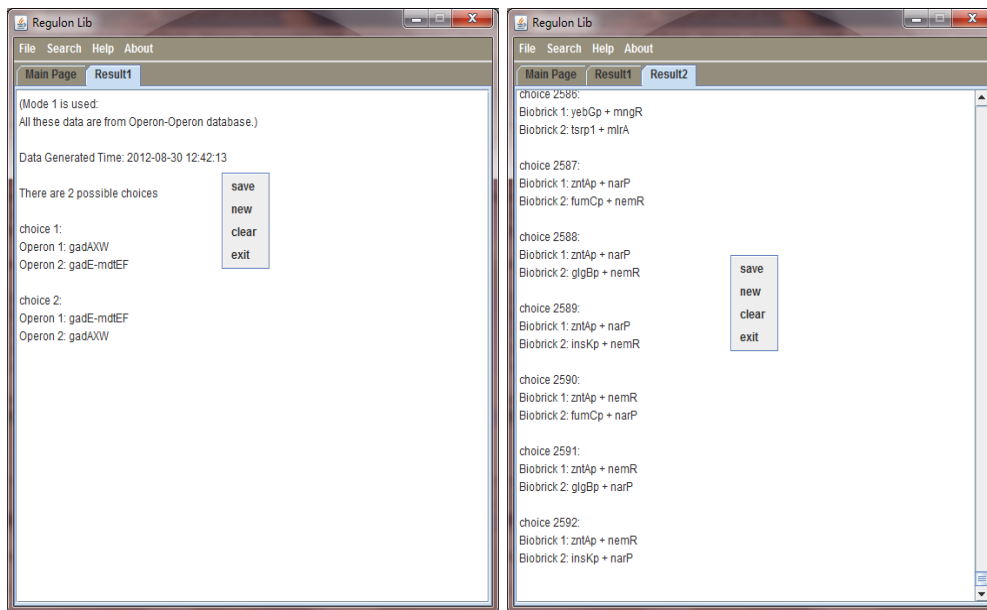 Regulon Lib
File Search Help About
Main Page Result1
(Mode 1 is used:
All these data are from Operon-Operon database.)
Data Generated Time: 2012-08-30 12:42:13
There are 2 possible choices
choice 1:
Operon 1: gadAXW
Operon 2: gadE-mdtEF
choice 2:
Operon 1: gadE-mdtEF
Operon 2: gadAXW
save
new
clear
exit
Regulon Lib
File Search Help About
Main Page Result1 Result2
choice 2586:
Biobrick 1: yebGp + mngR
Biobrick 2: tsrp1 + mlrA
choice 2587:
Biobrick 1: zntAp + narP
Biobrick 2: fumCp + nemR
choice 2588:
Biobrick 1: zntAp + narP
Biobrick 2: glgBp + nemR
choice 2589:
Biobrick 1: zntAp + narP
Biobrick 2: insKp + nemR
choice 2590:
Biobrick 1: zntAp + nemR
Biobrick 2: fumCp + narP
choice 2591:
Biobrick 1: zntAp + nemR
Biobrick 2: glgBp + narP
choice 2592:
Biobrick 1: zntAp + nemR
Biobrick 2: insKp + narP
save
new
clear
exit